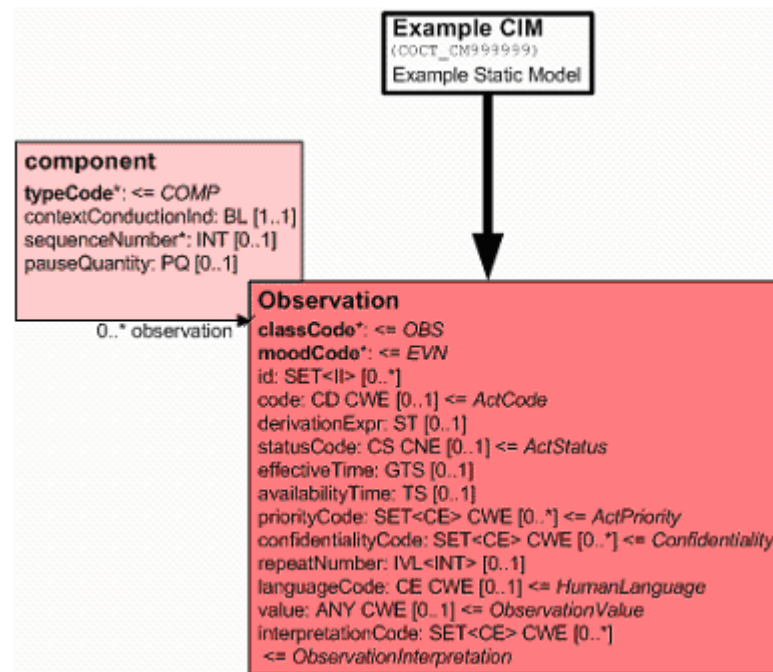 Example CIM
(COCT_CM999999)
Example Static Model
component
typeCode*: <= COMP
contextConductionInd: BL [1..1]
sequenceNumber*: INT [0..1]
pauseQuantity: PQ [0..1]
0..* observation
Observation
classCode*: <= OBS
moodCode*: <= EVN
id: SET<II> [0..*]
code: CD CWE [0..1] <= ActCode
derivationExpr: ST [0..1]
statusCode: CS CNE [0..1] <= ActStatus
effectiveTime: GTS [0..1]
availabilityTime: TS [0..1]
priorityCode: SET<CE> CWE [0..*] <= ActPriority
confidentialityCode: SET<CE> CWE [0..*] <= Confidentiality
repeatNumber: IVL<INT> [0..1]
languageCode: CE CWE [0..1] <= HumanLanguage
value: ANY CWE [0..1] <= ObservationValue
interpretationCode: SET<CE> CWE [0..*]
<= ObservationInterpretation